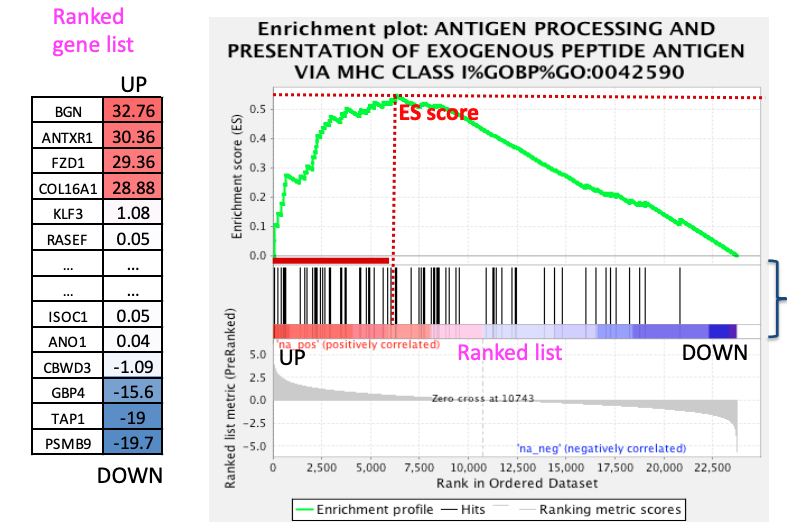 Ranked
gene list
UP
BGN 32.76
ANTXR1 30.36
FZD1 29.36
COL16A1 28.88
KLF3 1.08
RASEF 0.05
... ...
... ...
ISOC1 0.05
ANO1 0.04
CBWD3 -1.09
GBP4 -15.6
TAP1 -19
PSMB9 -19.7
DOWN
Enrichment plot: ANTIGEN PROCESSING AND
PRESENTATION OF EXOGENOUS PEPTIDE ANTIGEN
VIA MHC CLASS I%GOBP%GO:0042590
Enrichment score (ES)
0.5
0.4
0.3
0.2
0.1
0.0
ES score
'na_pos' (positively correlated)
UP
Ranked list
DOWN
Ranked list metric (PreRanked)
5.0
2.5
0.0
-2.5
-5.0
Zero cross at 10743
'na_neg' (negatively correlated)
0 2,500 5,000 7,500 10,000 12,500 15,000 17,500 20,000 22,500
Rank in Ordered Dataset
Enrichment profile Hits Ranking metric scores